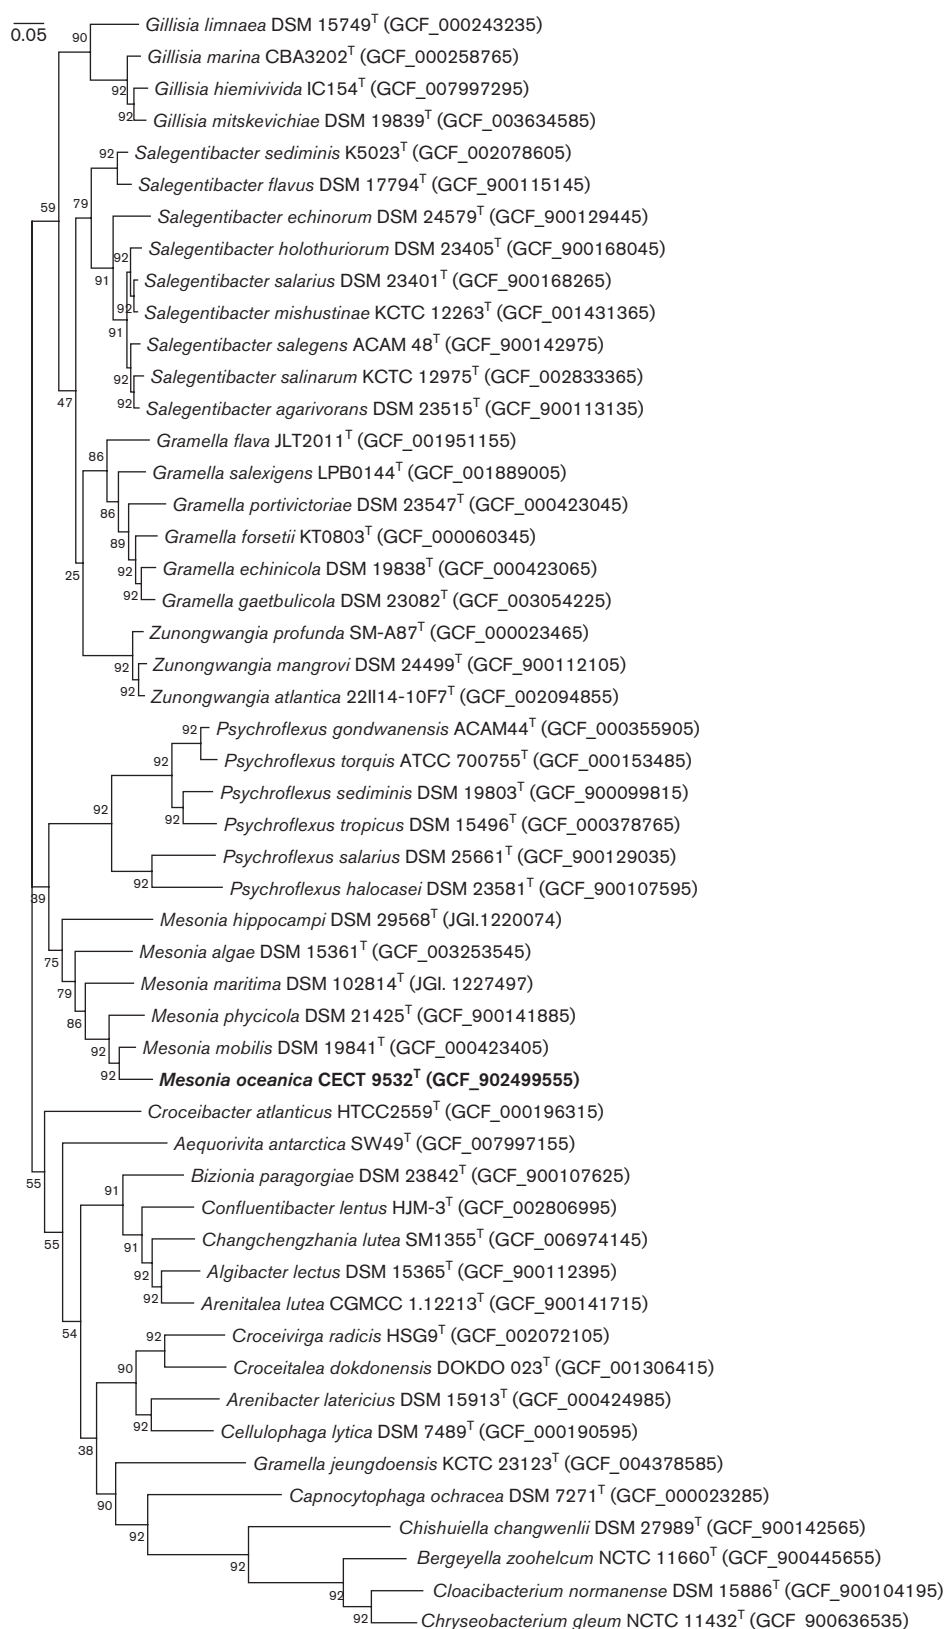 0.05
90
Gillisia limnaea DSM 15749T (GCF_000243235)
Gillisia marina CBA3202T (GCF_000258765)
92
Gillisia hiemivivida IC154T (GCF_007997295)
92
Gillisia mitskevichiae DSM 19839T (GCF_003634585)
92
Salegentibacter sediminis K5023T (GCF_002078605)
Salegentibacter flavus DSM 17794T (GCF_900115145)
59
79
Salegentibacter echinorum DSM 24579T (GCF_900129445)
92
Salegentibacter holothuriorum DSM 23405T (GCF_900168045)
91
Salegentibacter salarius DSM 23401T (GCF_900168265)
92
Salegentibacter mishustinae KCTC 12263T (GCF_001431365)
91
Salegentibacter salegens ACAM 48T (GCF_900142975)
92
Salegentibacter salinarum KCTC 12975T (GCF_002833365)
47
92
Salegentibacter agarivorans DSM 23515T (GCF_900113135)
Gramella flava JLT2011T (GCF_001951155)
86
Gramella salexigens LPB0144T (GCF_001889005)
86
Gramella portivictoriae DSM 23547T (GCF_000423045)
89
Gramella forsetii KT0803T (GCF_000060345)
25
92
Gramella echinicola DSM 19838T (GCF_000423065)
92
Gramella gaetbulicola DSM 23082T (GCF_003054225)
Zunongwangia profunda SM-A87T (GCF_000023465)
92
Zunongwangia mangrovi DSM 24499T (GCF_900112105)
92
Zunongwangia atlantica 22II14-10F7T (GCF_002094855)
92
Psychroflexus gondwanensis ACAM44T (GCF_000355905)
92
Psychroflexus torquis ATCC 700755T (GCF_000153485)
Psychroflexus sediminis DSM 19803T (GCF_900099815)
92
92
Psychroflexus tropicus DSM 15496T (GCF_000378765)
Psychroflexus salarius DSM 25661T (GCF_900129035)
92
Psychroflexus halocasei DSM 23581T (GCF_900107595)
39
Mesonia hippocampi DSM 29568T (JGI.1220074)
Mesonia algae DSM 15361T (GCF_003253545)
75
Mesonia maritima DSM 102814T (JGI. 1227497)
79
Mesonia phycicola DSM 21425T (GCF_900141885)
86
Mesonia mobilis DSM 19841T (GCF_000423405)
92
92
Mesonia oceanica CECT 9532T (GCF_902499555)
Croceibacter atlanticus HTCC2559T (GCF_000196315)
Aequorivita antarctica SW49T (GCF_007997155)
Bizionia paragorgiae DSM 23842T (GCF_900107625)
55
91
Confluentibacter lentus HJM-3T (GCF_002806995)
Changchengzhania lutea SM1355T (GCF_006974145)
55
91
Algibacter lectus DSM 15365T (GCF_900112395)
92
92
Arenitalea lutea CGMCC 1.12213T (GCF_900141715)
54
92
Croceivirga radicis HSG9T (GCF_002072105)
90
Croceitalea dokdonensis DOKDO 023T (GCF_001306415)
Arenibacter latericius DSM 15913T (GCF_000424985)
92
Cellulophaga lytica DSM 7489T (GCF_000190595)
38
Gramella jeungdoensis KCTC 23123T (GCF_004378585)
90
Capnocytophaga ochracea DSM 7271T (GCF_000023285)
92
Chishuiella changwenlii DSM 27989T (GCF_900142565)
92
Bergeyella zoohelcum NCTC 11660T (GCF_900445655)
92
Cloacibacterium normanense DSM 15886T (GCF_900104195)
92
Chryseobacterium gleum NCTC 11432T (GCF_900636535)